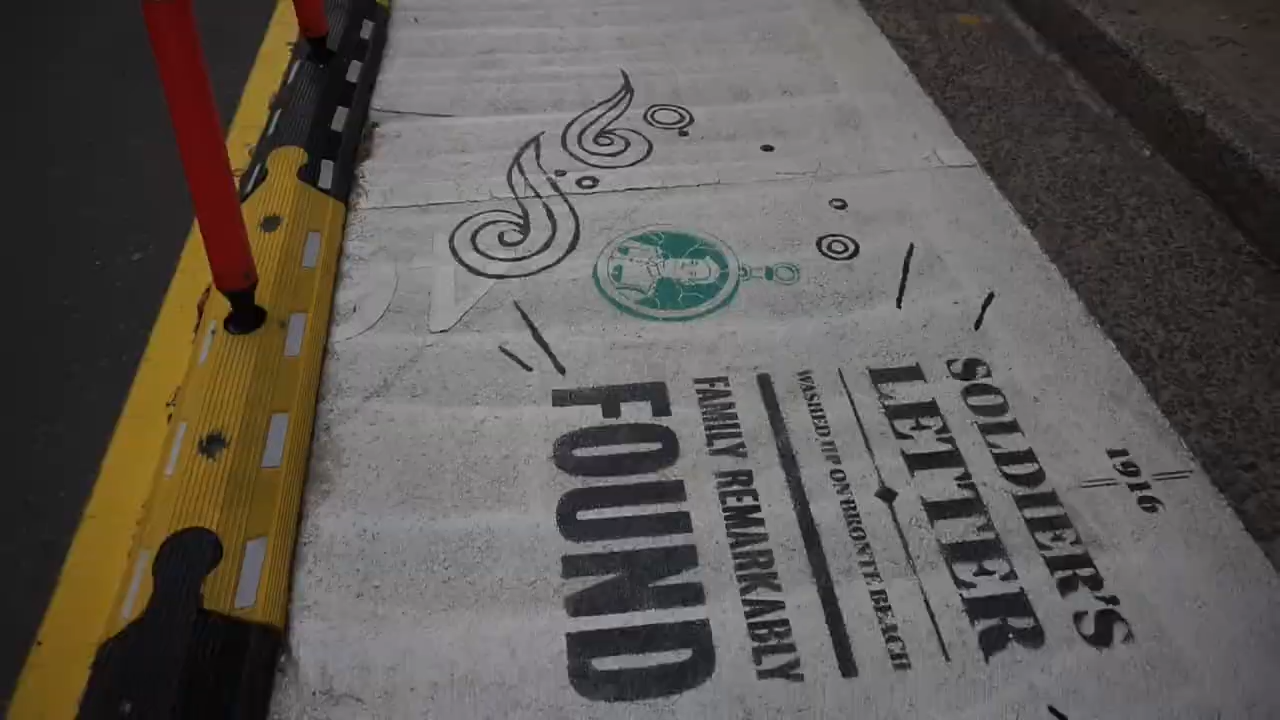 1916
SOLDIER'S
LETTER
WASHED UP ON BRONTE BEACH
FAMILY REMARKABLY
FOUND